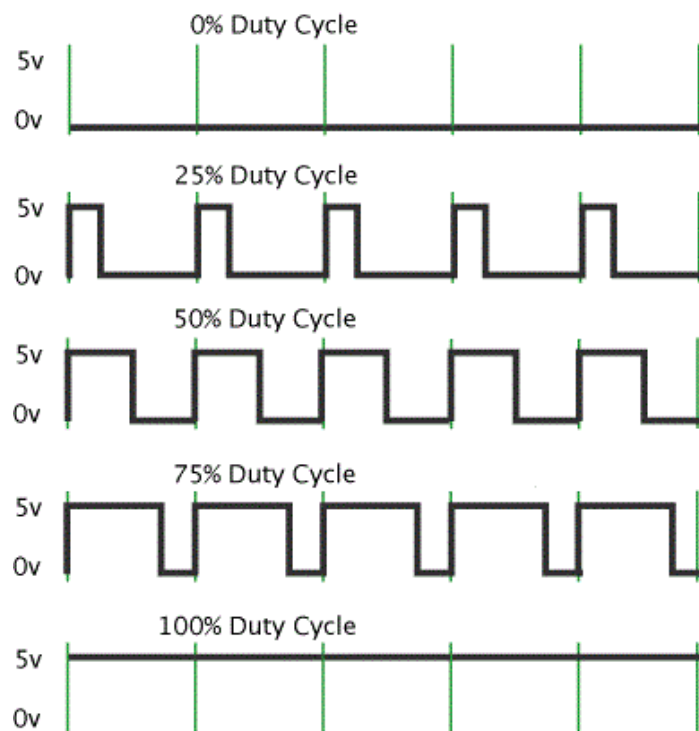 0% Duty Cycle
5v
0v
25% Duty Cycle
5v
0v
50% Duty Cycle
5v
0v
75% Duty Cycle
5v
0v
100% Duty Cycle
5v
0v